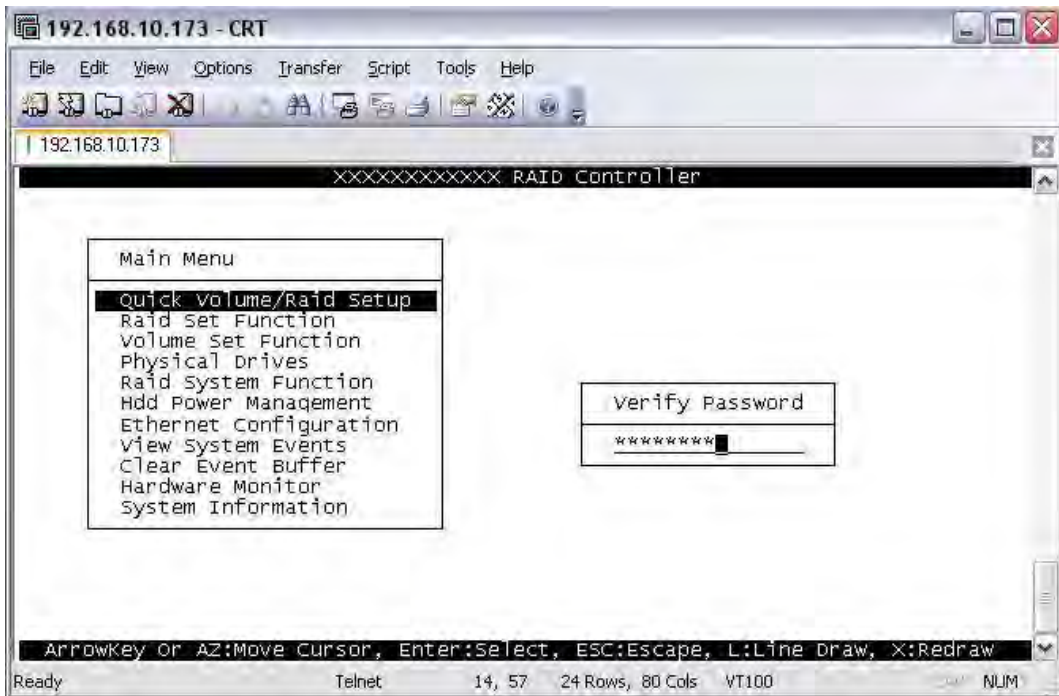 192.168.10.173 - CRT
File Edit View Options Transfer Script Tools Help
192.168.10.173
XXXXXXXXXXXX RAID Controller
Main Menu
Quick Volume/Raid Setup
Raid Set Function
Volume Set Function
Physical Drives
Raid System Function
Hdd Power Management
Ethernet Configuration
View System Events
Clear Event Buffer
Hardware Monitor
System Information
Verify Password
********
ArrowKey Or AZ:Move Cursor, Enter:Select, ESC:Escape, L:Line Draw, X:Redraw
Ready Telnet 14, 57 24 Rows, 80 Cols VT100 NUM